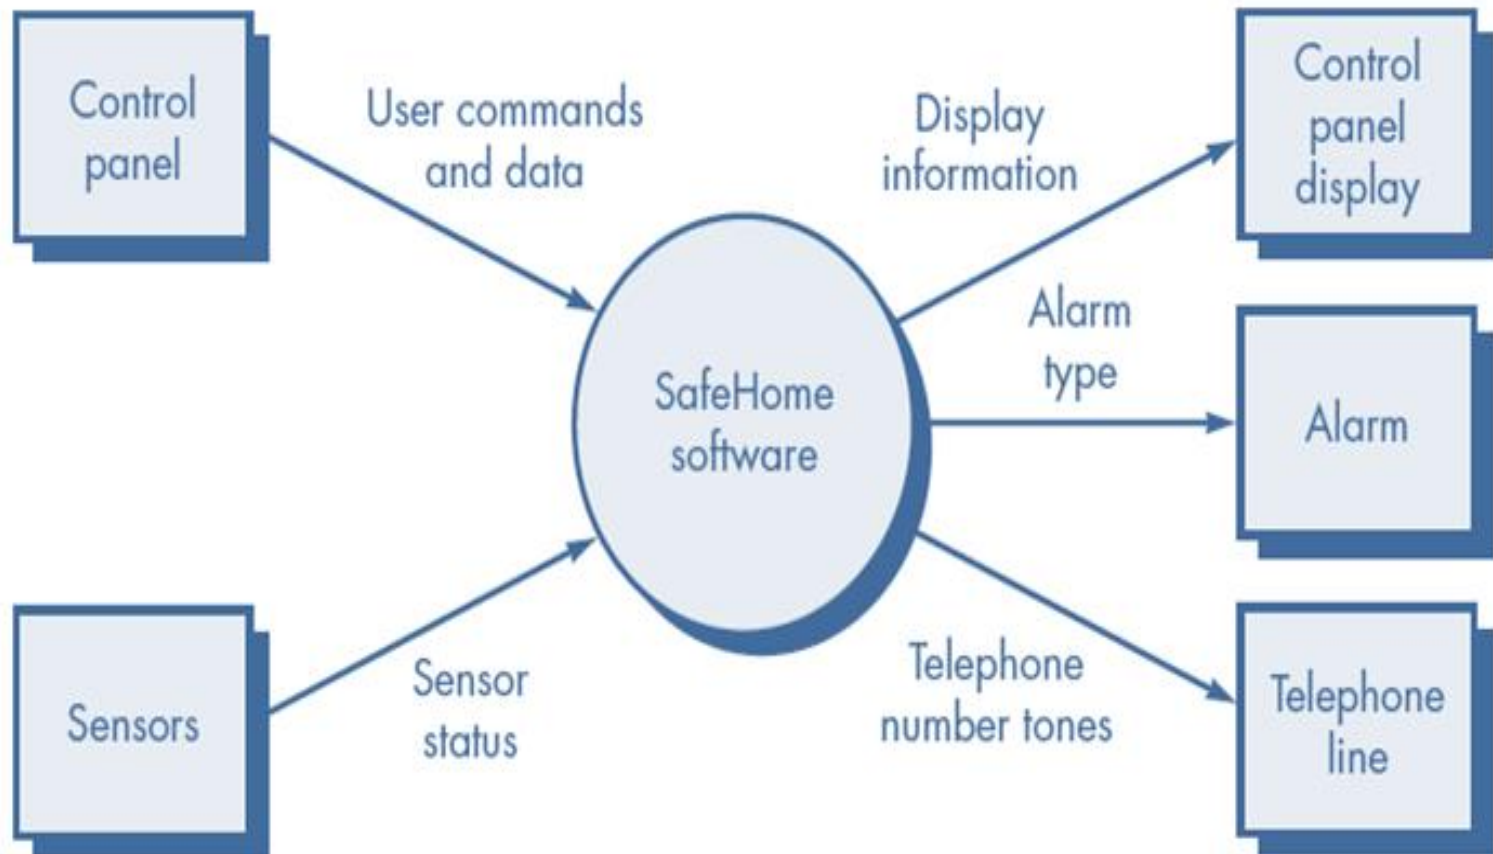 Control
panel
User commands
and data
Display
information
Control
panel
display
SafeHome
software
Alarm
type
Alarm
Sensors
Sensor
status
Telephone
number tones
Telephone
line